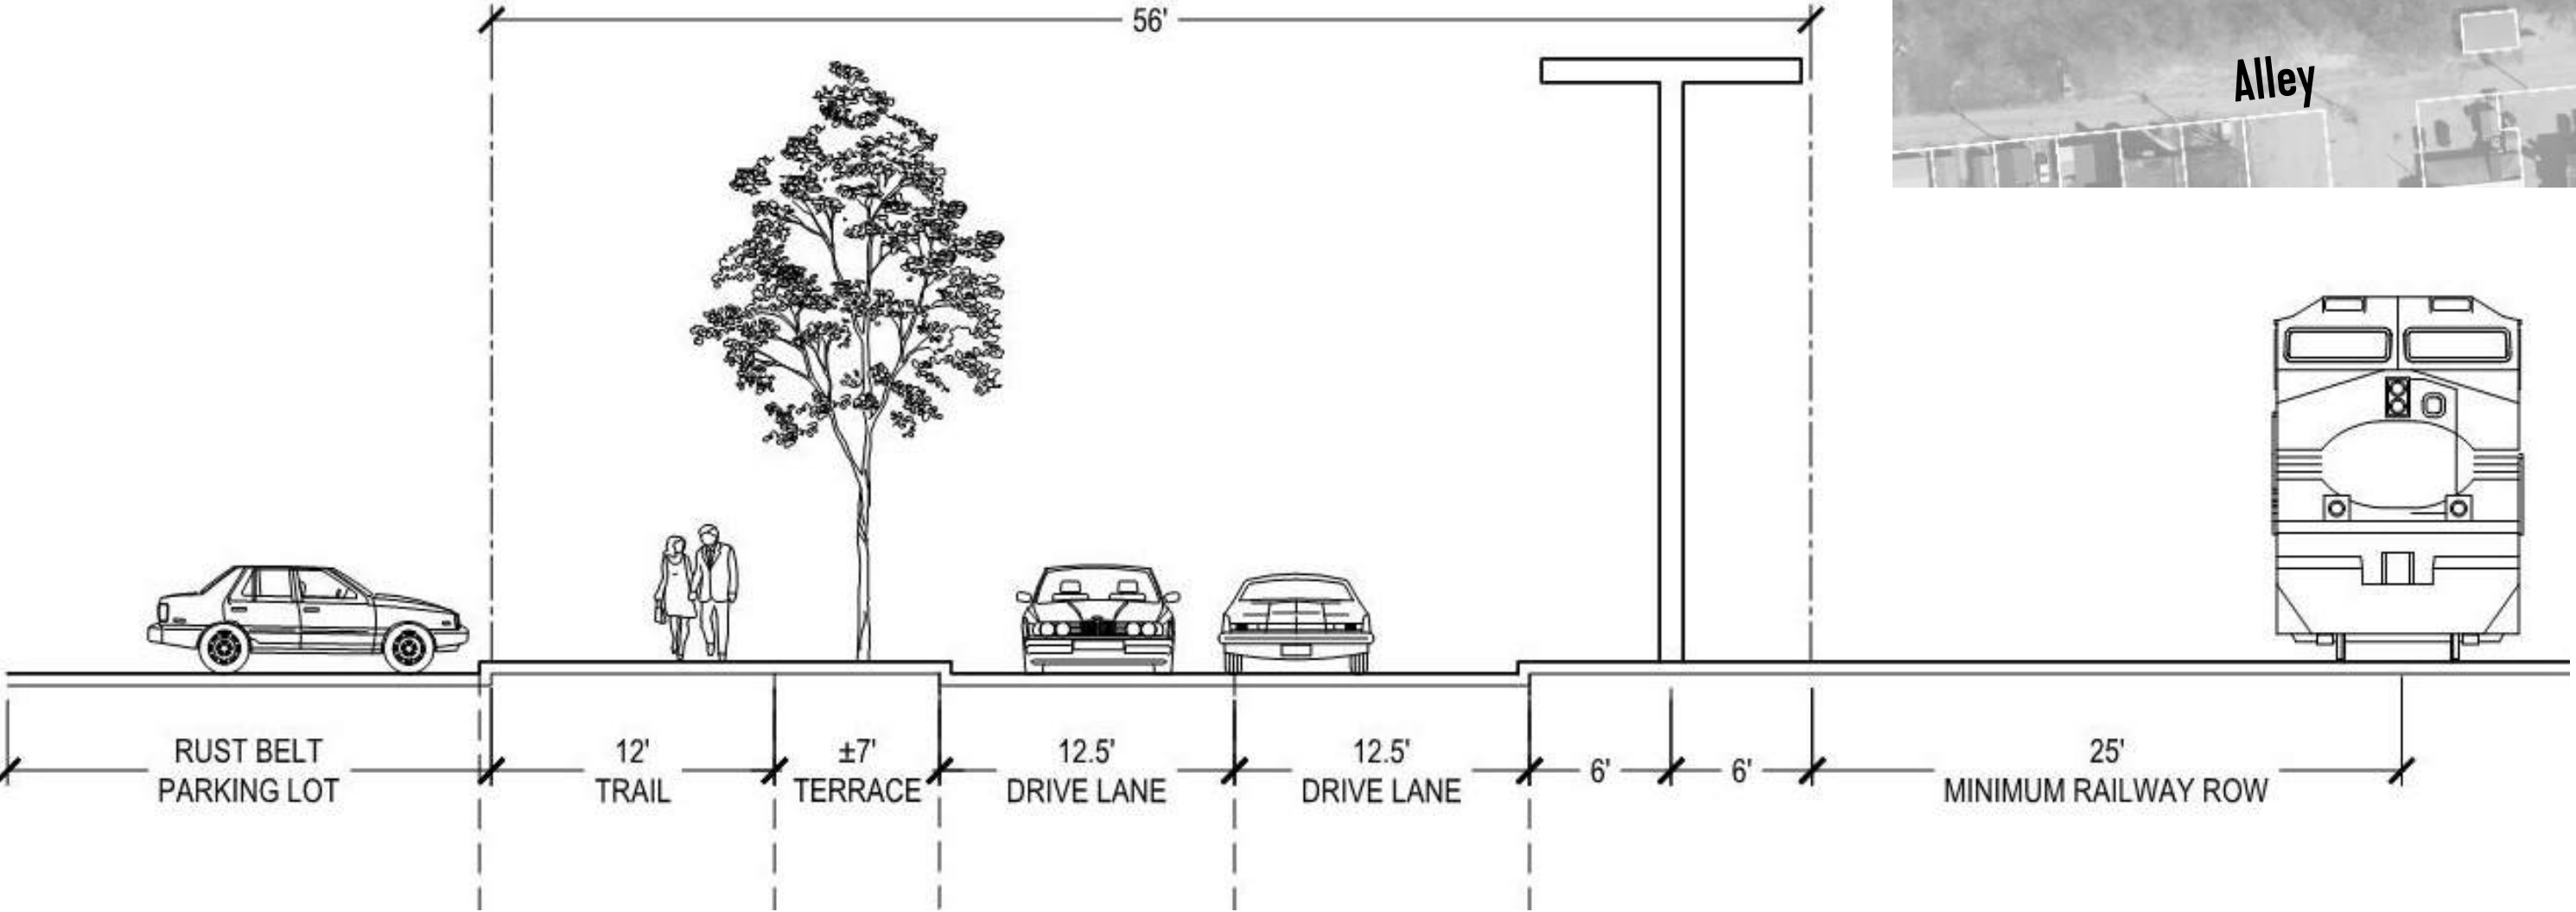 56'
Alley
RUST BELT
PARKING LOT
12'
TRAIL
±7'
TERRACE
12.5'
DRIVE LANE
12.5'
DRIVE LANE
6'
6'
25'
MINIMUM RAILWAY ROW